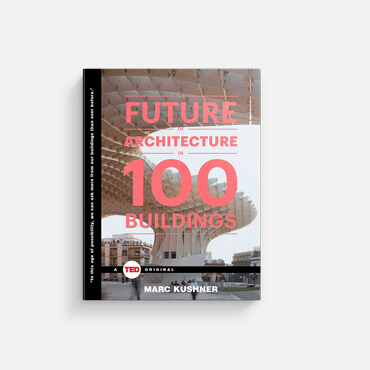 FUTURE
OF
ARCHITECTURE
IN
100
BUILDINGS
A TED ORIGINAL
MARC KUSHNER
"In this age of possibility, we can ask more from our buildings than ever before."